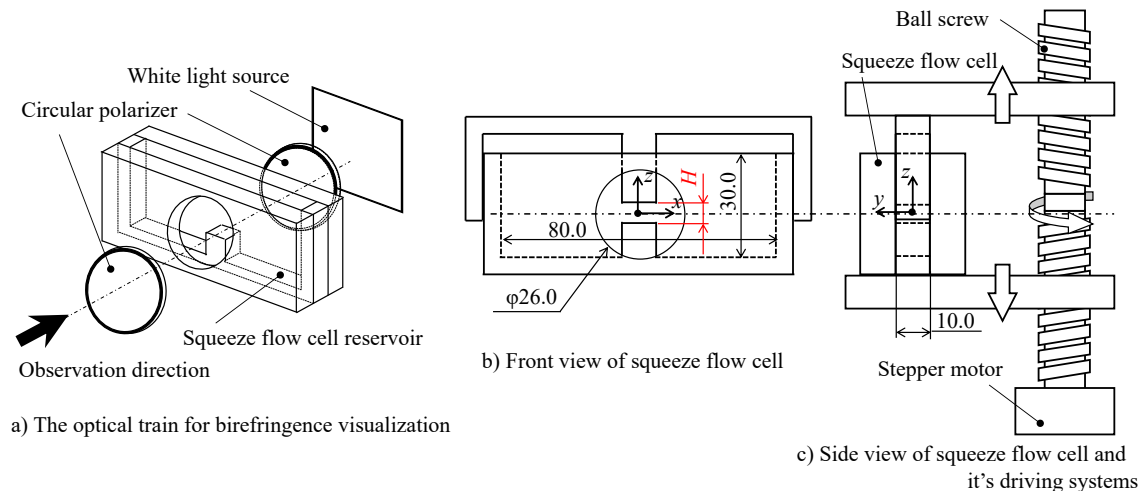 White light source
Circular polarizer
Squeeze flow cell reservoir
Observation direction
a) The optical train for birefringence visualization
z
x
H
30.0
80.0
φ26.0
b) Front view of squeeze flow cell
Ball screw
Squeeze flow cell
z
y
10.0
Stepper motor
c) Side view of squeeze flow cell and
it's driving systems